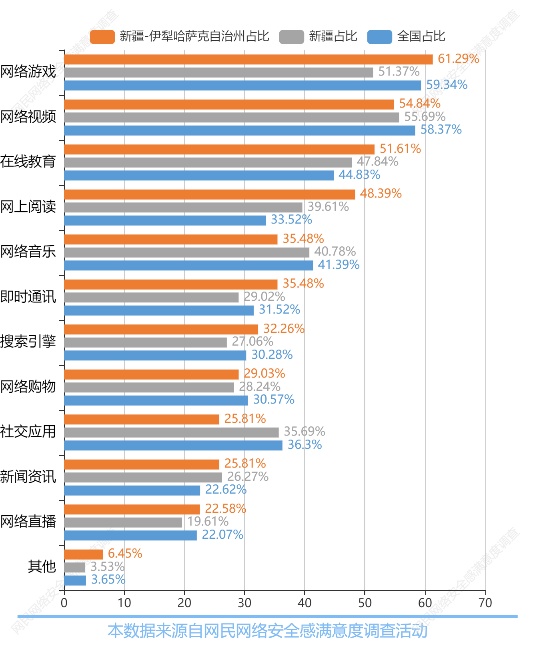 新疆-伊犁哈萨克自治州占比 新疆占比 全国占比
网络游戏 61.29% 51.37% 59.34%
网络视频 54.84% 55.69% 58.37%
在线教育 51.61% 47.84% 44.83%
网上阅读 48.39% 39.61% 33.52%
网络音乐 35.48% 40.78% 41.39%
即时通讯 35.48% 29.02% 31.52%
搜索引擎 32.26% 27.06% 30.28%
网络购物 29.03% 28.24% 30.57%
社交应用 25.81% 35.69% 36.3%
新闻资讯 25.81% 26.27% 22.62%
网络直播 22.58% 19.61% 22.07%
其他 6.45% 3.53% 3.65%
0 10 20 30 40 50 60 70
本数据来源自网民网络安全感满意度调查活动